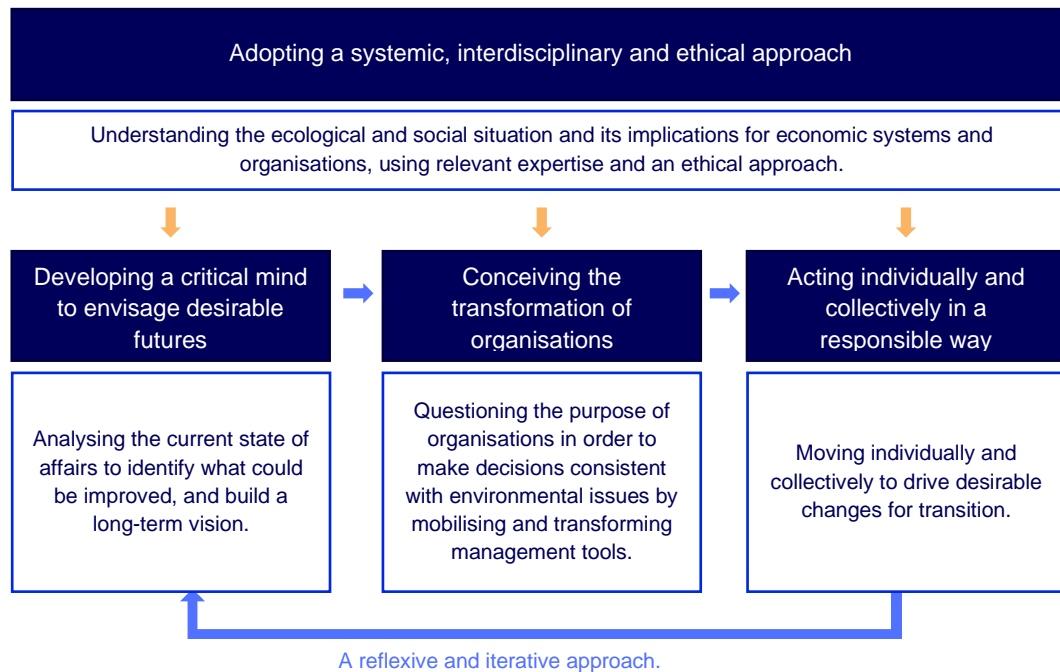 Adopting a systemic, interdisciplinary and ethical approach
Understanding the ecological and social situation and its implications for economic systems and
organisations, using relevant expertise and an ethical approach.
Developing a critical mind
to envisage desirable
futures
Conceiving the
transformation of
organisations
Acting individually and
collectively in a
responsible way
Analysing the current state of
affairs to identify what could
be improved, and build a
long-term vision.
Questioning the purpose of
organisations in order to
make decisions consistent
with environmental issues by
mobilising and transforming
management tools.
Moving individually and
collectively to drive desirable
changes for transition.
A reflexive and iterative approach.